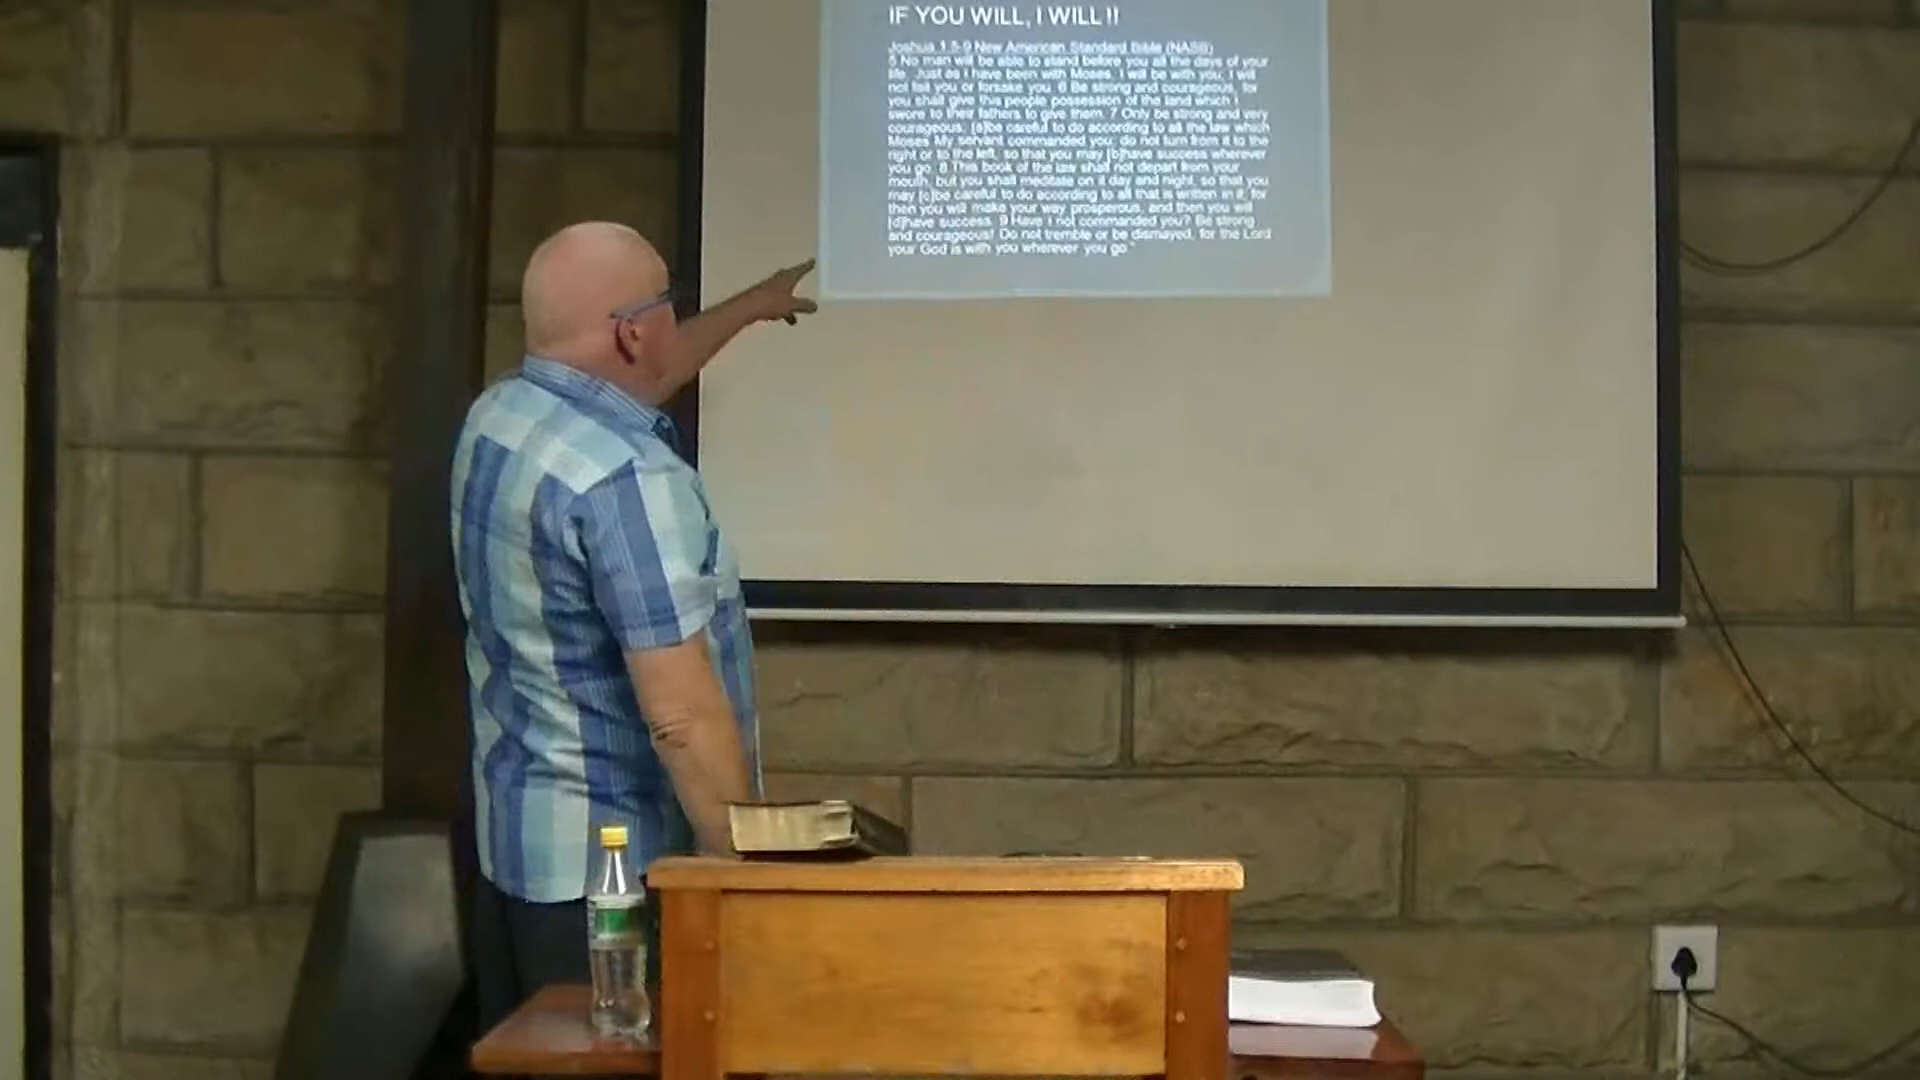 IF YOU WILL, I WILL !!
Joshua 1:5-9 New American Standard Bible (NASB)
5 No man will be able to stand before you all the days of your
life. Just as I have been with Moses, I will be with you; I will
not fail you or forsake you. 6 Be strong and courageous, for
you shall give this people possession of the land which I
swore to their fathers to give them. 7 Only be strong and very
courageous; [a]be careful to do according to all the law which
Moses My servant commanded you; do not turn from it to the
right or to the left, so that you may [b]have success wherever
you go. 8 This book of the law shall not depart from your
mouth, but you shall meditate on it day and night, so that you
may [c]be careful to do according to all that is written in it; for
then you will make your way prosperous, and then you will
[d]have success. 9 Have I not commanded you? Be strong
and courageous! Do not tremble or be dismayed, for the Lord
your God is with you wherever you go."